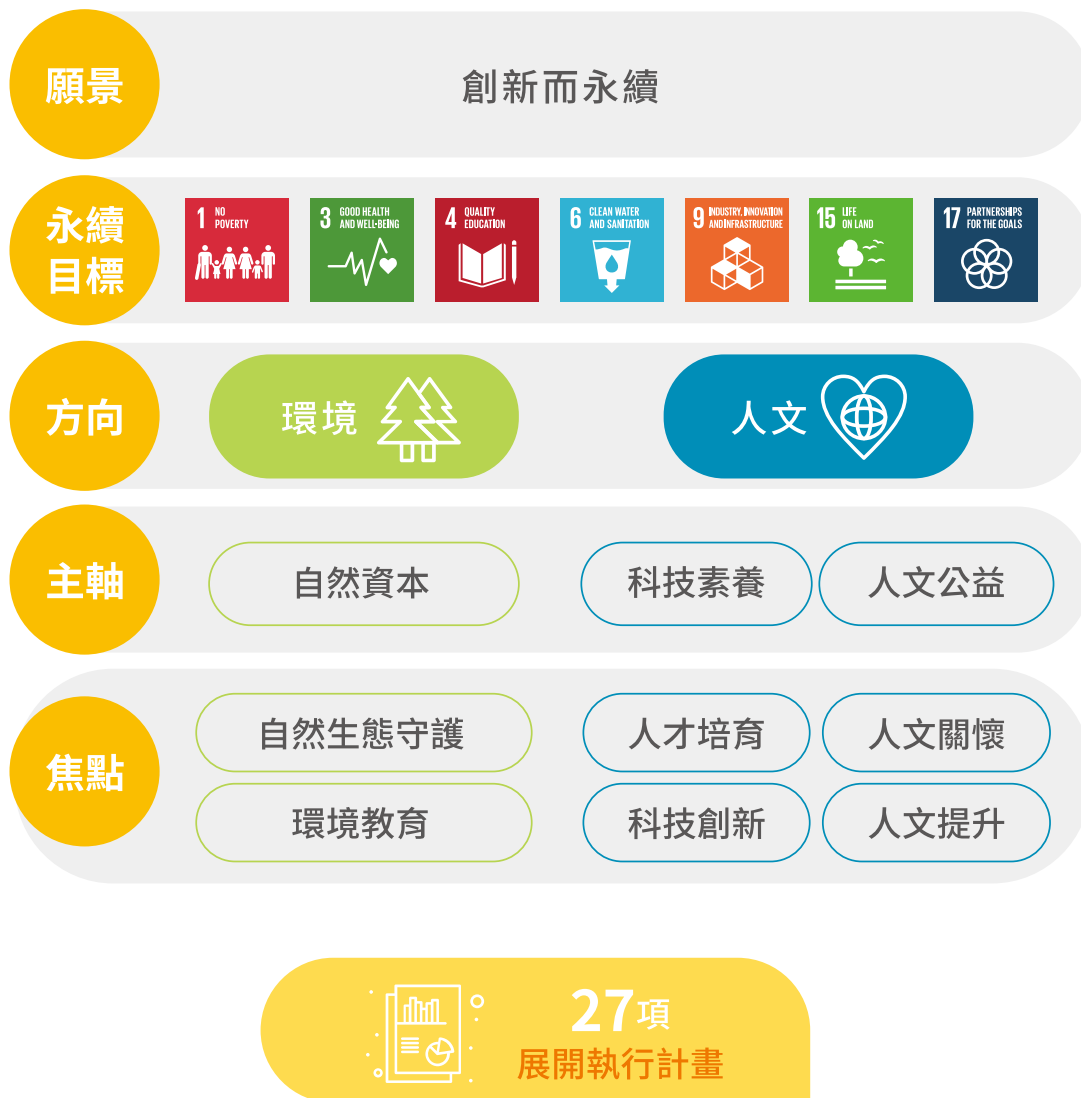 願景
創新而永續
永續
目標
1 NO
POVERTY
3 GOOD HEALTH
AND WELL-BEING
4 QUALITY
EDUCATION
6 CLEAN WATER
AND SANITATION
9 INDUSTRY, INNOVATION
AND INFRASTRUCTURE
15 LIFE
ON LAND
17 PARTNERSHIPS
FOR THE GOALS
方向
環境
人文
主軸
自然資本
科技素養
人文公益
焦點
自然生態守護
人才培育
人文關懷
環境教育
科技創新
人文提升
27項
展開執行計畫